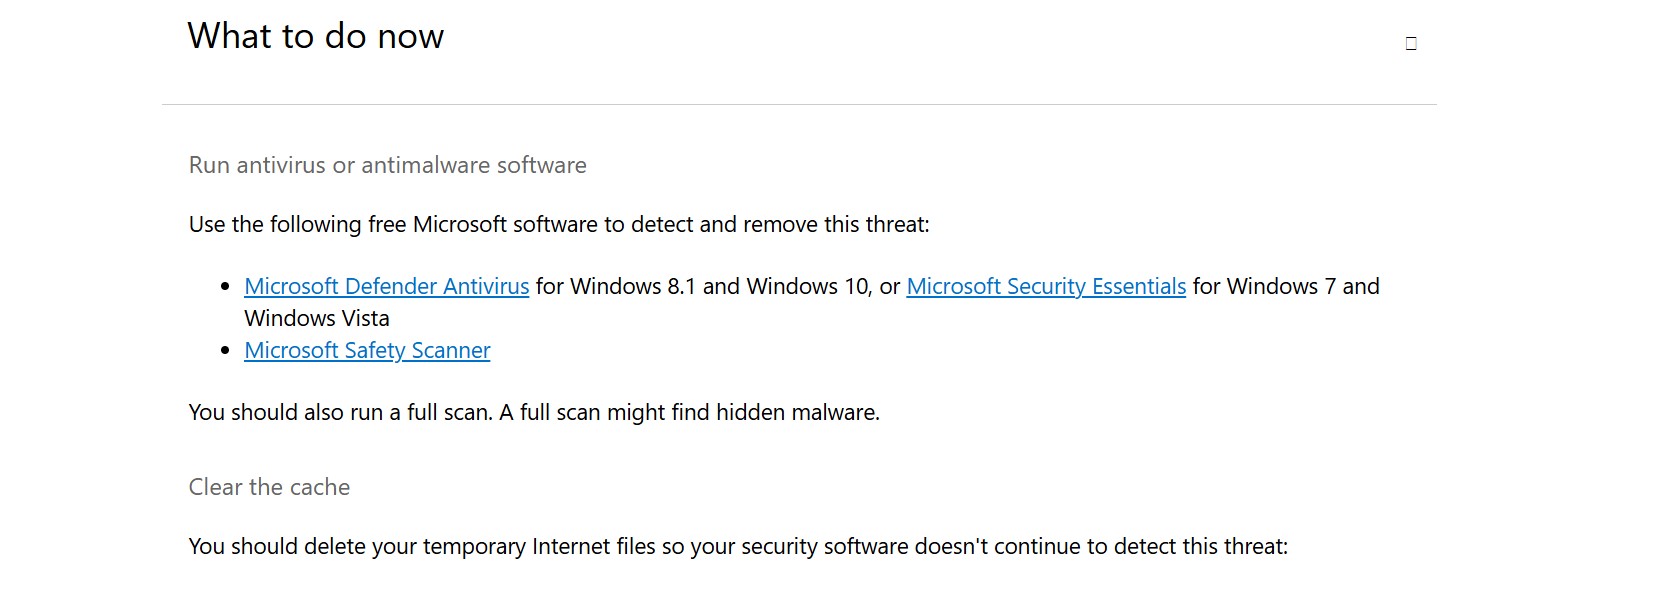 What to do now
Run antivirus or antimalware software
Use the following free Microsoft software to detect and remove this threat:
• Microsoft Defender Antivirus for Windows 8.1 and Windows 10, or Microsoft Security Essentials for Windows 7 and
Windows Vista
• Microsoft Safety Scanner
You should also run a full scan. A full scan might find hidden malware.
Clear the cache
You should delete your temporary Internet files so your security software doesn't continue to detect this threat: